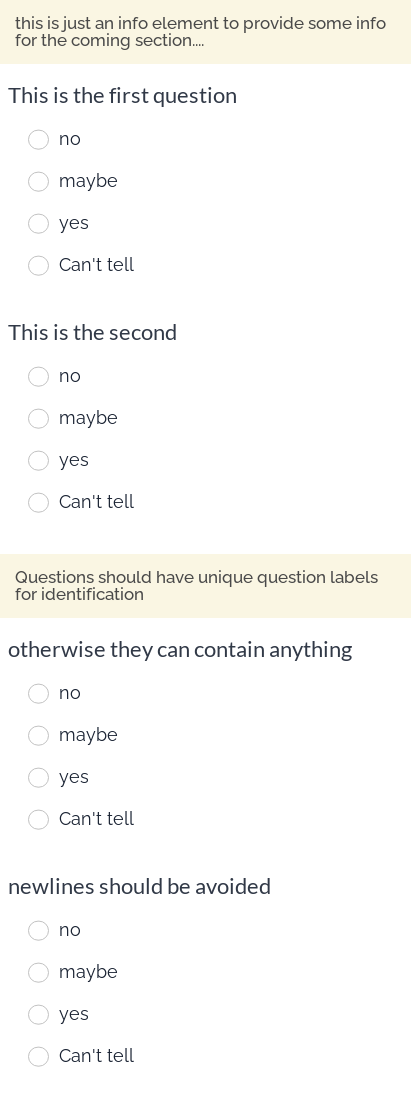 this is just an info element to provide some info
for the coming section....
This is the first question
no
maybe
yes
Can't tell
This is the second
no
maybe
yes
Can't tell
Questions should have unique question labels
for identification
otherwise they can contain anything
no
maybe
yes
Can't tell
newlines should be avoided
no
maybe
yes
Can't tell